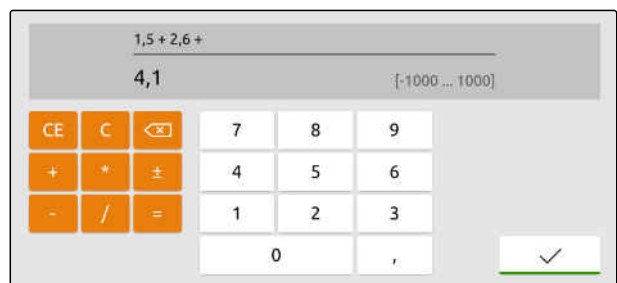 1,5 + 2,6 +
4,1 [-1000 ... 1000]
CE C 7 8 9
+ * ± 4 5 6
- / = 1 2 3
0 ,